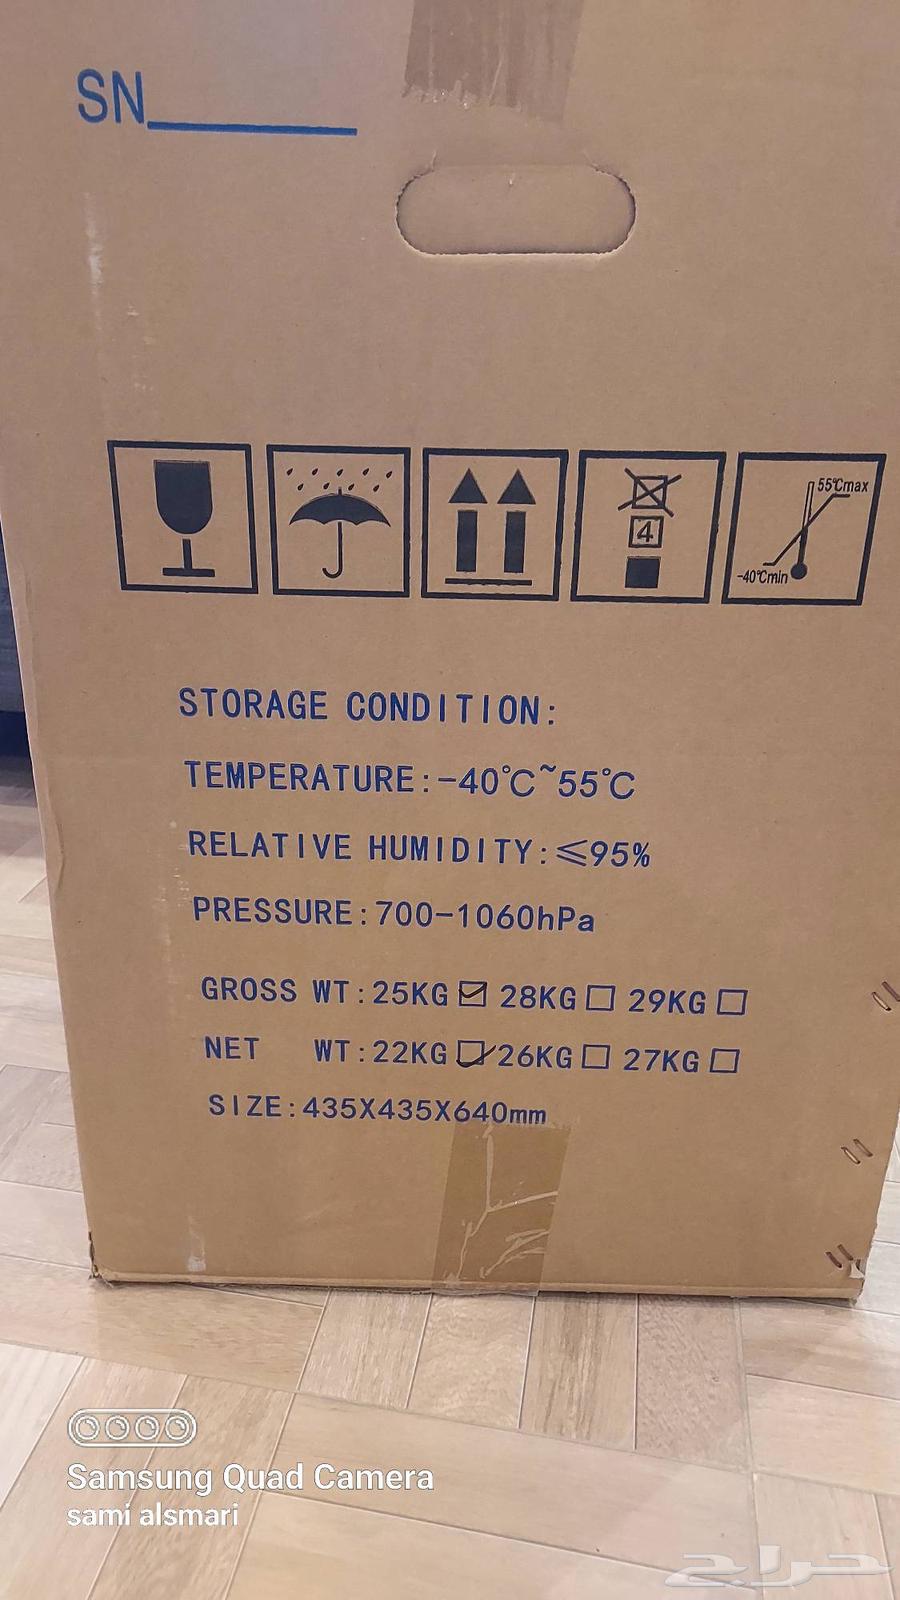 SN
55℃max
4
-40℃min
STORAGE CONDITION:
TEMPERATURE:-40℃~55℃
RELATIVE HUMIDITY:≤95%
PRESSURE:700-1060hPa
GROSS WT:25KG☑ 28KG☐ 29KG☐
NET WT:22KG☑ 26KG☐ 27KG☐
SIZE:435X435X640mm
Samsung Quad Camera
sami alsmari
حراج